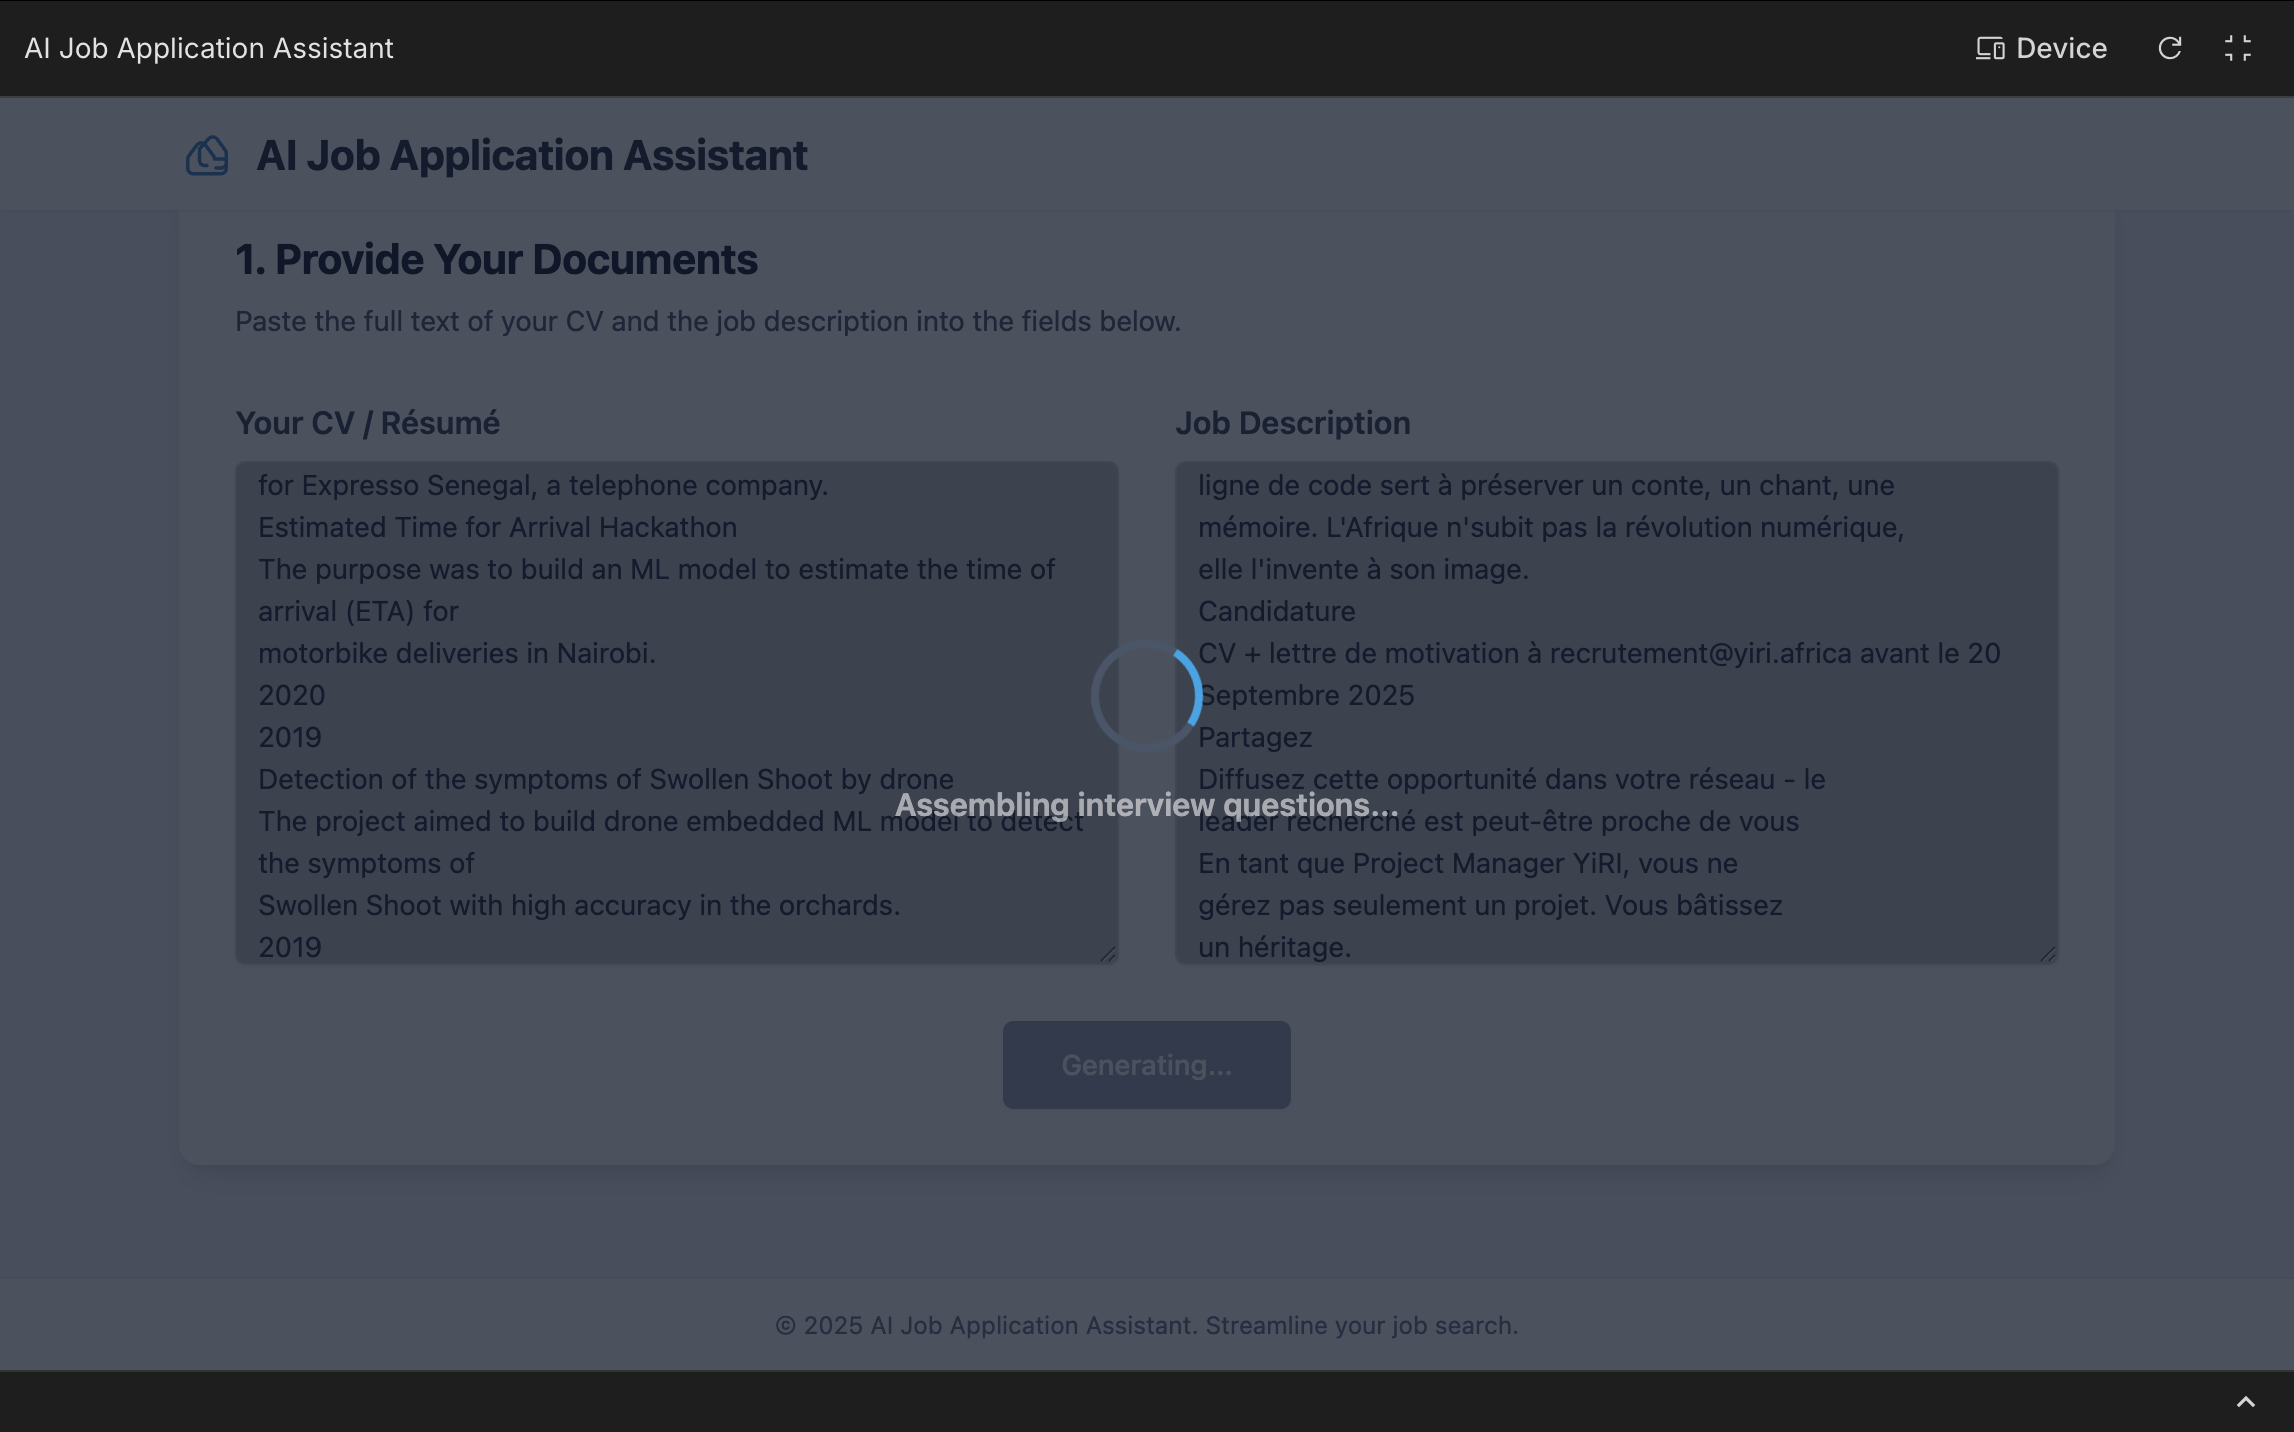 AI Job Application Assistant
Device
AI Job Application Assistant
1. Provide Your Documents
Paste the full text of your CV and the job description into the fields below.
Your CV / Résumé
for Expresso Senegal, a telephone company.
Estimated Time for Arrival Hackathon
The purpose was to build an ML model to estimate the time of
arrival (ETA) for
motorbike deliveries in Nairobi.
2020
2019
Detection of the symptoms of Swollen Shoot by drone
The project aimed to build drone embedded ML model to detect
the symptoms of
Swollen Shoot with high accuracy in the orchards.
2019
Job Description
ligne de code sert à préserver un conte, un chant, une
mémoire. L'Afrique n'subit pas la révolution numérique,
elle l'invente à son image.
Candidature
CV + lettre de motivation à recrutement@yiri.africa avant le 20
Septembre 2025
Partagez
Diffusez cette opportunité dans votre réseau - le
leader recherché est peut-être proche de vous
En tant que Project Manager YiRI, vous ne
gérez pas seulement un projet. Vous bâtissez
un héritage.
Assembling interview questions...
Generating...
© 2025 AI Job Application Assistant. Streamline your job search.